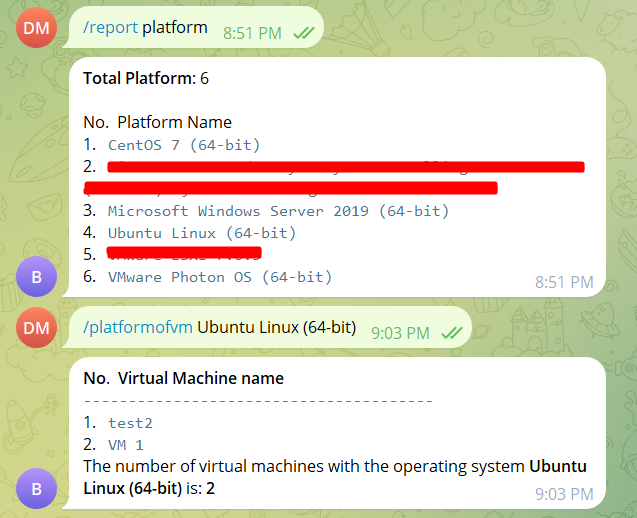 DM
/report platform 8:51 PM
Total Platform: 6
No. Platform Name
1. CentOS 7 (64-bit)
2.
3. Microsoft Windows Server 2019 (64-bit)
4. Ubuntu Linux (64-bit)
5.
6. VMware Photon OS (64-bit)
B
8:51 PM
DM
/platformofvm Ubuntu Linux (64-bit) 9:03 PM
No. Virtual Machine name
----------------------------------------
1. test2
2. VM 1
The number of virtual machines with the operating system Ubuntu
Linux (64-bit) is: 2
B
9:03 PM